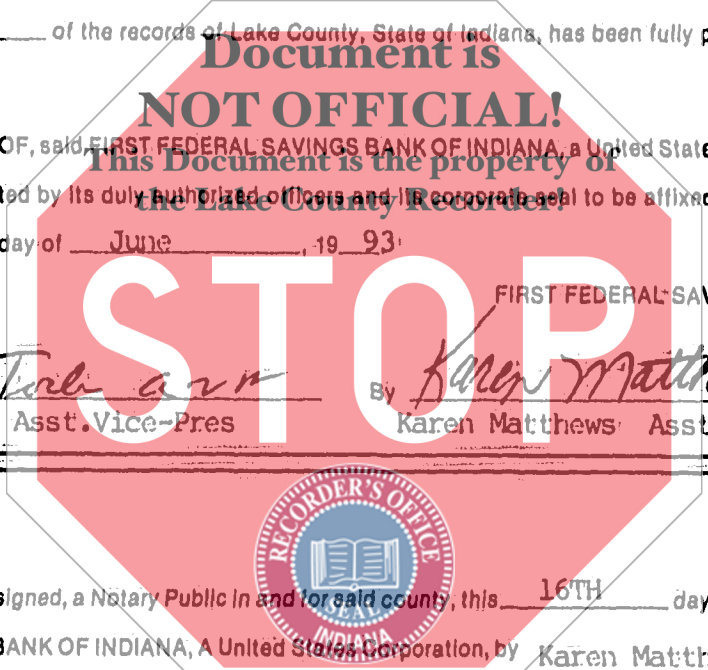 of the records of Lake County, State of Indiana, has been fully p
Document is
NOT OFFICIAL!
OF, said FIRST FEDERAL SAVINGS BANK OF INDIANA, a United State
This Document is the property of
ted by its duly authorized officers and its corporate seal to be affixed
the Lake County Recorder!
day of June, 19 93
STOP
FIRST FEDERAL SAV
By Karen Matth
Asst. Vice-Pres Karen Matthews Asst
RECORDER'S OFFICE
signed, a Notary Public in and for said county, this 16TH day
SEAL
INDIANA
BANK OF INDIANA, A United States Corporation, by Karen Matth